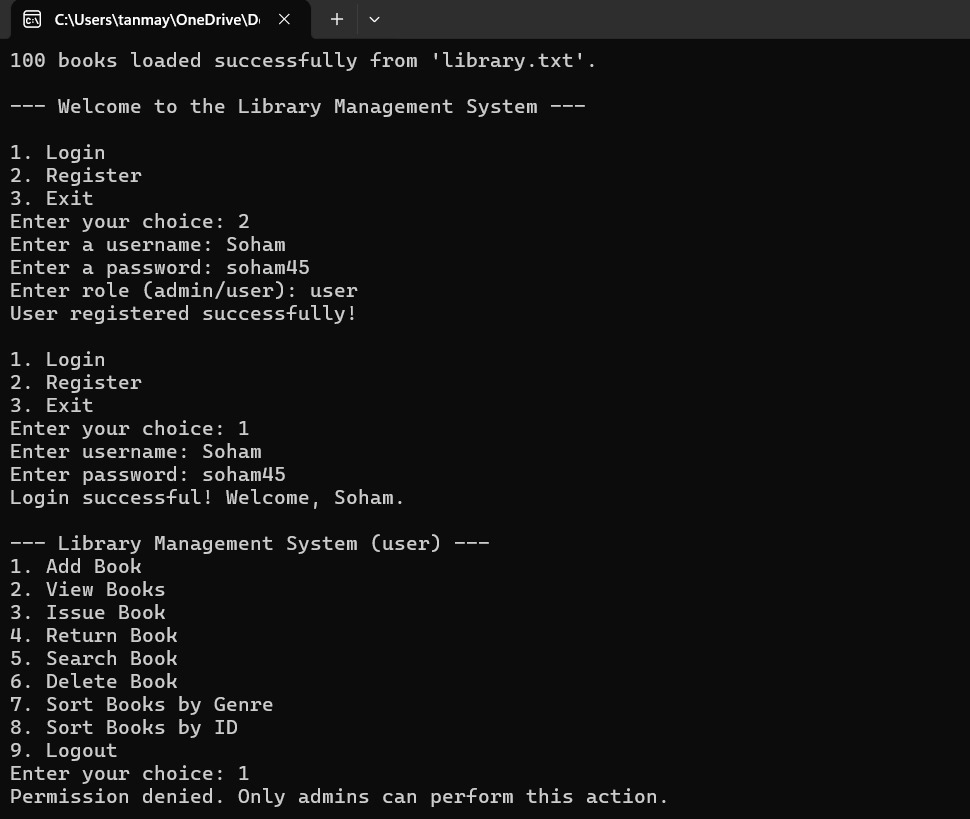 C:\Users\tanmay\OneDrive\D
100 books loaded successfully from 'library.txt'.
--- Welcome to the Library Management System ---
1. Login
2. Register
3. Exit
Enter your choice: 2
Enter a username: Soham
Enter a password: soham45
Enter role (admin/user): user
User registered successfully!
1. Login
2. Register
3. Exit
Enter your choice: 1
Enter username: Soham
Enter password: soham45
Login successful! Welcome, Soham.
--- Library Management System (user) ---
1. Add Book
2. View Books
3. Issue Book
4. Return Book
5. Search Book
6. Delete Book
7. Sort Books by Genre
8. Sort Books by ID
9. Logout
Enter your choice: 1
Permission denied. Only admins can perform this action.